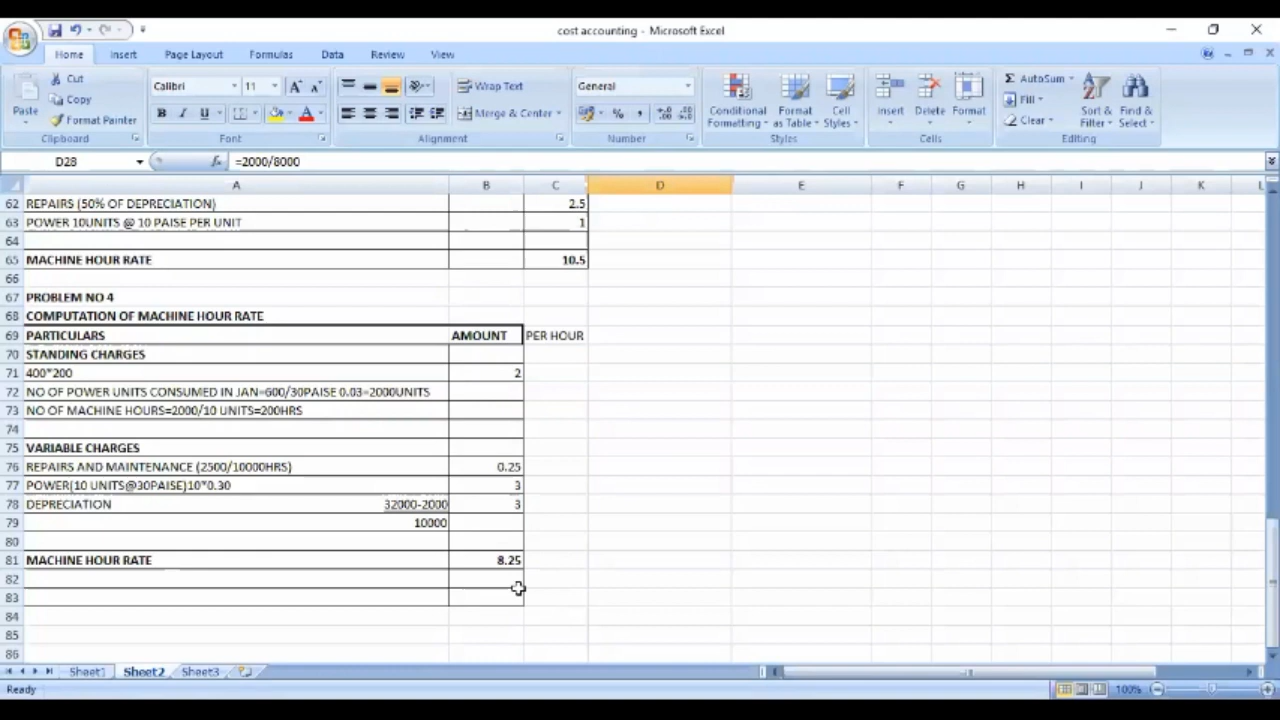 cost accounting - Microsoft Excel
Home Insert Page Layout Formulas Data Review View
Paste
Cut
Copy
Format Painter
Clipboard
Calibri 11
B I U
Font
Wrap Text
Merge & Center
Alignment
General
Number
Conditional Formatting
Format as Table
Cell Styles
Styles
Insert Delete Format
Cells
AutoSum
Fill
Clear
Sort & Filter
Find & Select
Editing
D28 fx =2000/8000
A B C D E F G H I J K L
62 REPAIRS (50% OF DEPRECIATION) 2.5
63 POWER 10UNITS @ 10 PAISE PER UNIT 1
64
65 MACHINE HOUR RATE 10.5
66
67 PROBLEM NO 4
68 COMPUTATION OF MACHINE HOUR RATE
69 PARTICULARS AMOUNT PER HOUR
70 STANDING CHARGES
71 400*200 2
72 NO OF POWER UNITS CONSUMED IN JAN=600/30PAISE 0.03=2000UNITS
73 NO OF MACHINE HOURS=2000/10 UNITS=200HRS
74
75 VARIABLE CHARGES
76 REPAIRS AND MAINTENANCE (2500/10000HRS) 0.25
77 POWER(10 UNITS@30PAISE)10*0.30 3
78 DEPRECIATION 32000-2000 3
79 10000
80
81 MACHINE HOUR RATE 8.25
82
83
84
85
86
Sheet1 Sheet2 Sheet3
Ready 100%